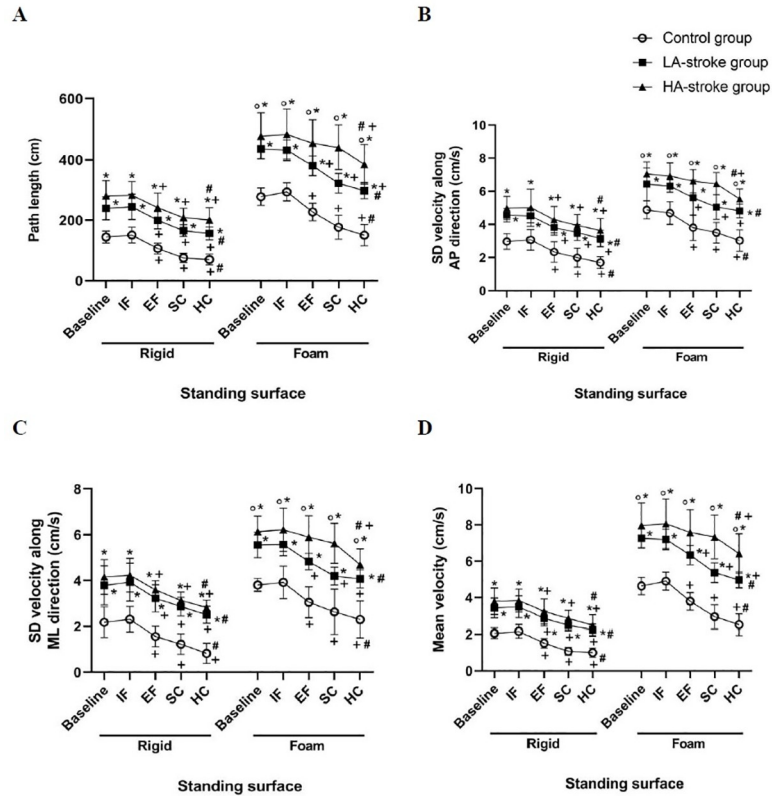 A
B
Control group
LA-stroke group
HA-stroke group
Path length (cm)
600
400
200
0
Baseline
IF
EF
SC
HC
Baseline
IF
EF
SC
HC
Rigid
Foam
Standing surface
SD velocity along
AP direction (cm/s)
10
8
6
4
2
0
Baseline
IF
EF
SC
HC
Baseline
IF
EF
SC
HC
Rigid
Foam
Standing surface
C
D
SD velocity along
ML direction (cm/s)
8
6
4
2
0
Baseline
IF
EF
SC
HC
Baseline
IF
EF
SC
HC
Rigid
Foam
Standing surface
Mean velocity (cm/s)
10
8
6
4
2
0
Baseline
IF
EF
SC
HC
Baseline
IF
EF
SC
HC
Rigid
Foam
Standing surface